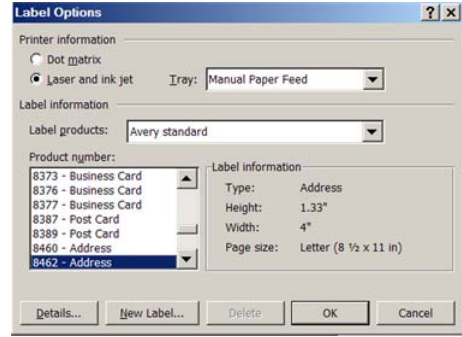 Label Options
Printer information
Dot matrix
Laser and ink jet Tray: Manual Paper Feed
Label information
Label products: Avery standard
Product number:
8373 - Business Card
8376 - Business Card
8377 - Business Card
8387 - Post Card
8389 - Post Card
8460 - Address
8462 - Address
Label information
Type: Address
Height: 1.33"
Width: 4"
Page size: Letter (8 ½ x 11 in)
Details... New Label... Delete OK Cancel